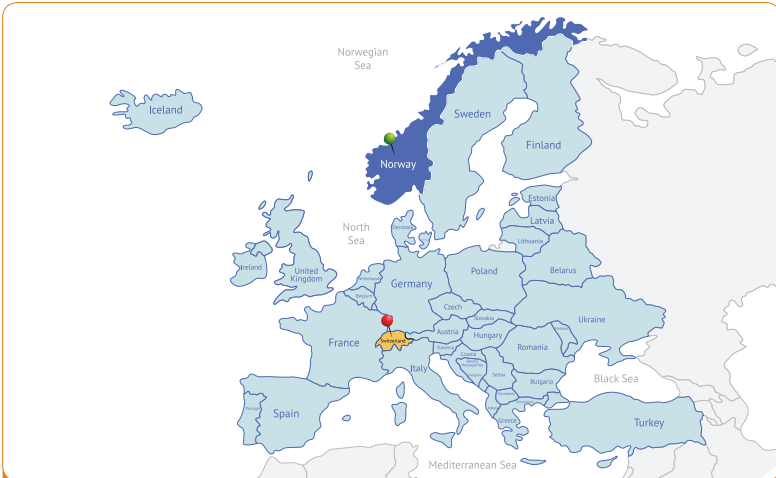 Norwegian
Sea
Iceland
Sweden
Finland
Norway
Estonia
North
Sea
Denmark
Latvia
Lithuania
Ireland
United
Kingdom
Netherlands
Belgium
Germany
Poland
Belarus
Czech
Slovakia
Ukraine
France
Switzerland
Austria
Hungary
Slovenia
Croatia
Romania
Italy
Serbia
Black Sea
Bulgaria
Portugal
Spain
Greece
Turkey
Mediterranean Sea